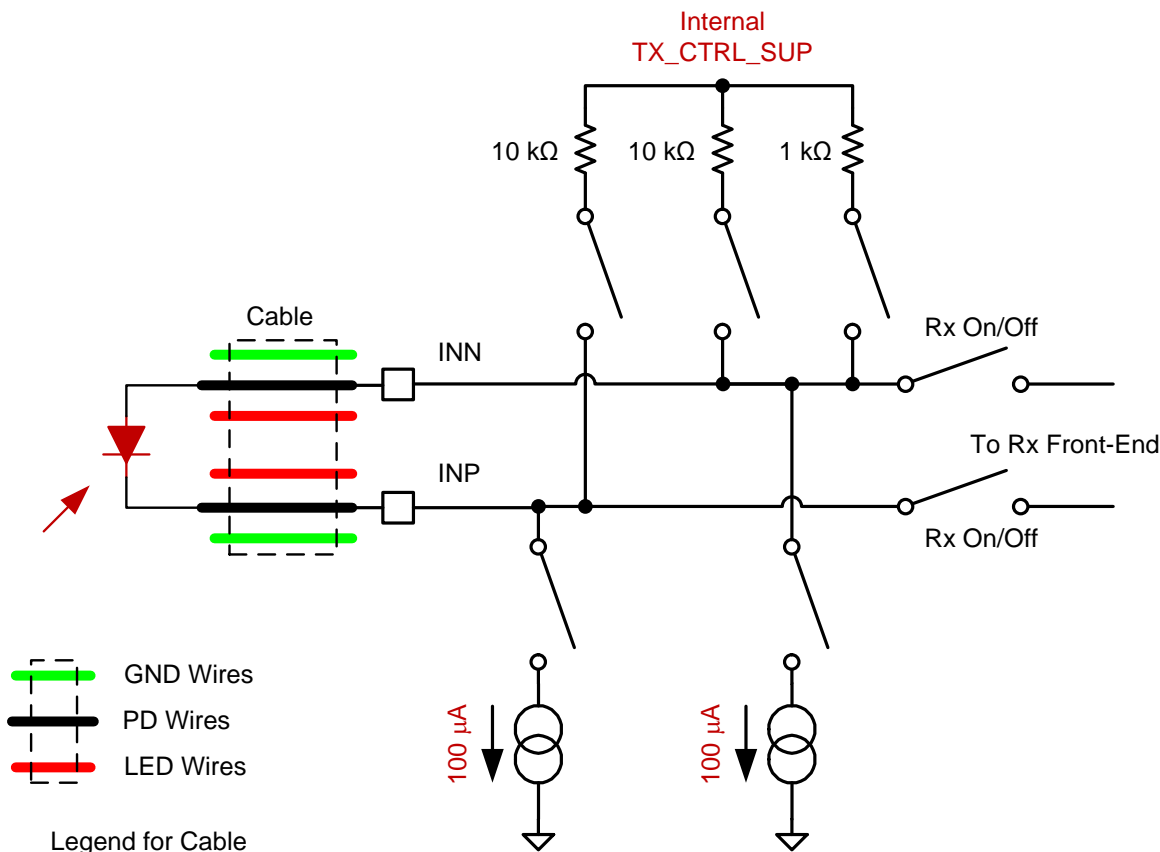 Internal
TX_CTRL_SUP
10 kΩ
10 kΩ
1 kΩ
Cable
Rx On/Off
INN
To Rx Front-End
INP
Rx On/Off
GND Wires
PD Wires
LED Wires
100 µA
100 µA
Legend for Cable